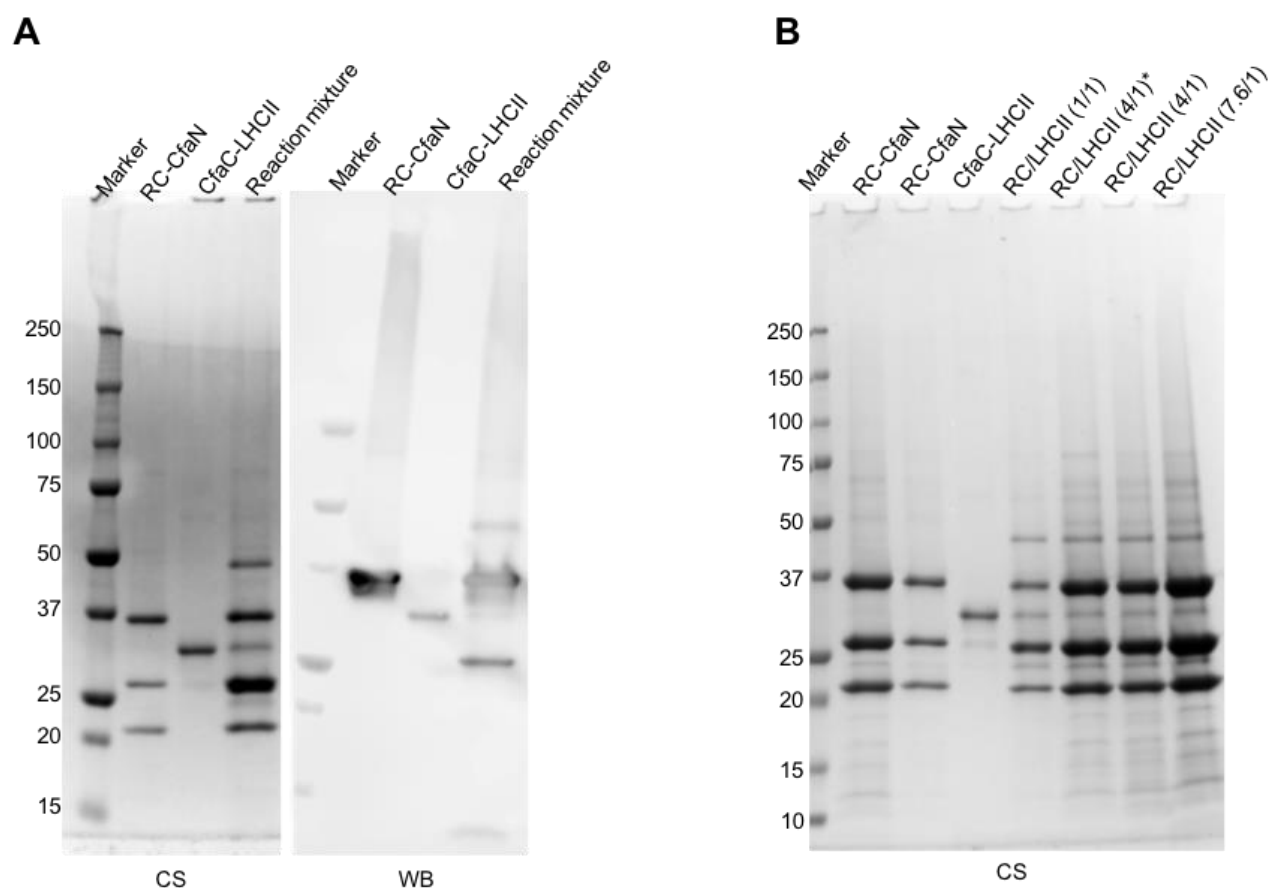 A
Marker
RC-CfaN
CfaC-LHCII
Reaction mixture
Marker
RC-CfaN
CfaC-LHCII
Reaction mixture
250
150
100
75
50
37
25
20
15
CS
WB
B
Marker
RC-CfaN
RC-CfaN
CfaC-LHCII
RC/LHCII (1/1)
RC/LHCII (4/1)*
RC/LHCII (4/1)
RC/LHCII (7.6/1)
250
150
100
75
50
37
25
20
15
10
CS